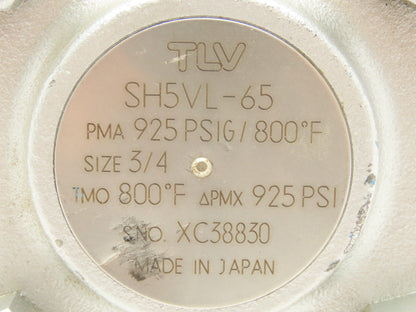 TLV
SH5VL-65
PMA 925 PSIG/800°F
SIZE 3/4
TMO 800°F ΔPMX 925 PSI
SNo. XC38830
MADE IN JAPAN